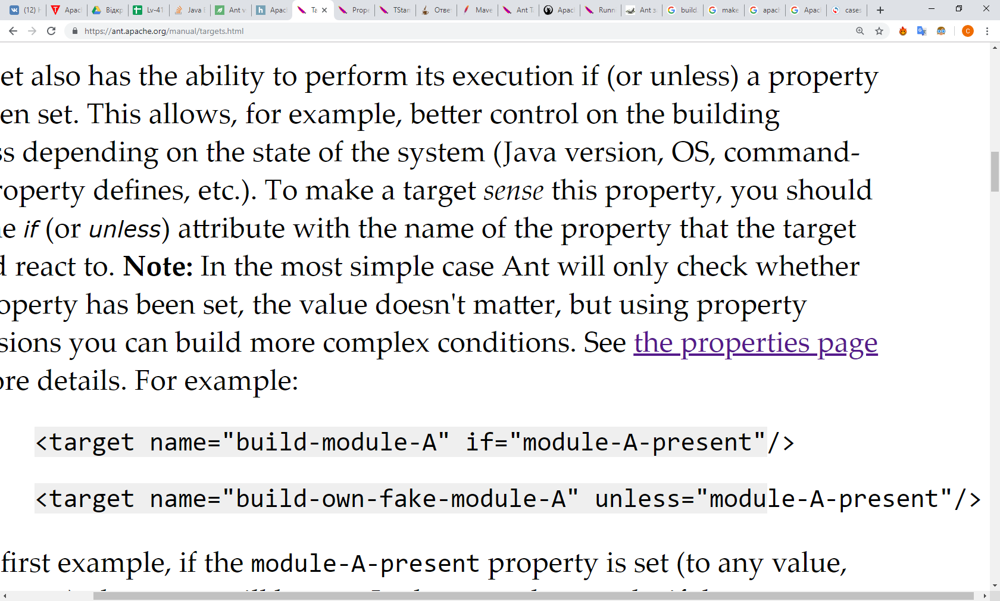 (12)
Apac
Відкр
Lv-41
Java
Ant v
Apac
Ta
Prope
TStan
Отве
Mave
Ant T
Apac
Runn
Ant з
build.
make
apach
Apac
cases
https://ant.apache.org/manual/targets.html
C
et also has the ability to perform its execution if (or unless) a property
en set. This allows, for example, better control on the building
ss depending on the state of the system (Java version, OS, command-
roperty defines, etc.). To make a target sense this property, you should
e if (or unless) attribute with the name of the property that the target
d react to. Note: In the most simple case Ant will only check whether
operty has been set, the value doesn't matter, but using property
sions you can build more complex conditions. See the properties page
ore details. For example:
<target name="build-module-A" if="module-A-present"/>
<target name="build-own-fake-module-A" unless="module-A-present"/>
first example, if the module-A-present property is set (to any value,